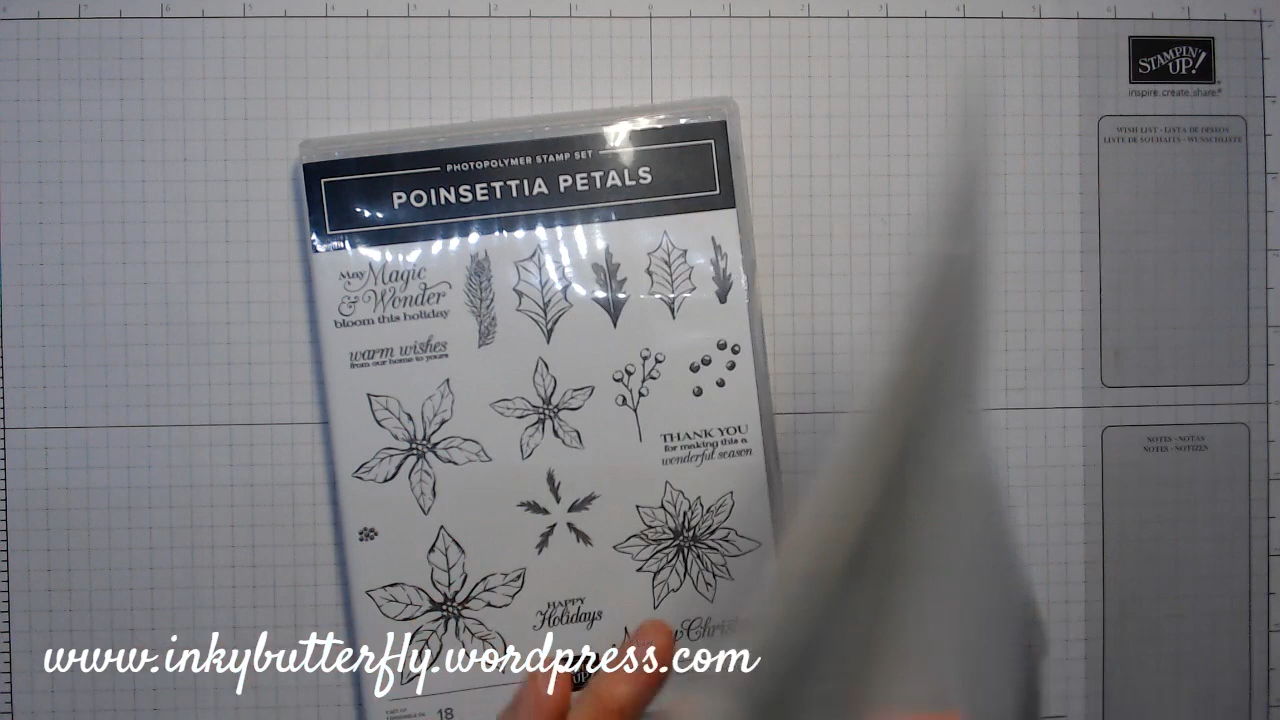 STAMPIN' UP!
inspire.create.share.®
WISH LIST • LISTA DE DESEOS
LISTE DE SOUHAITS • WUNSCHLISTE
NOTES • NOTAS
NOTES • NOTIZEN
PHOTOPOLYMER STAMP SET
POINSETTIA PETALS
May Magic
& Wonder
bloom this holiday
warm wishes
from our home to yours
THANK YOU
for making this a
wonderful season
HAPPY
Holidays
www.inkybutterfly.wordpress.com
18